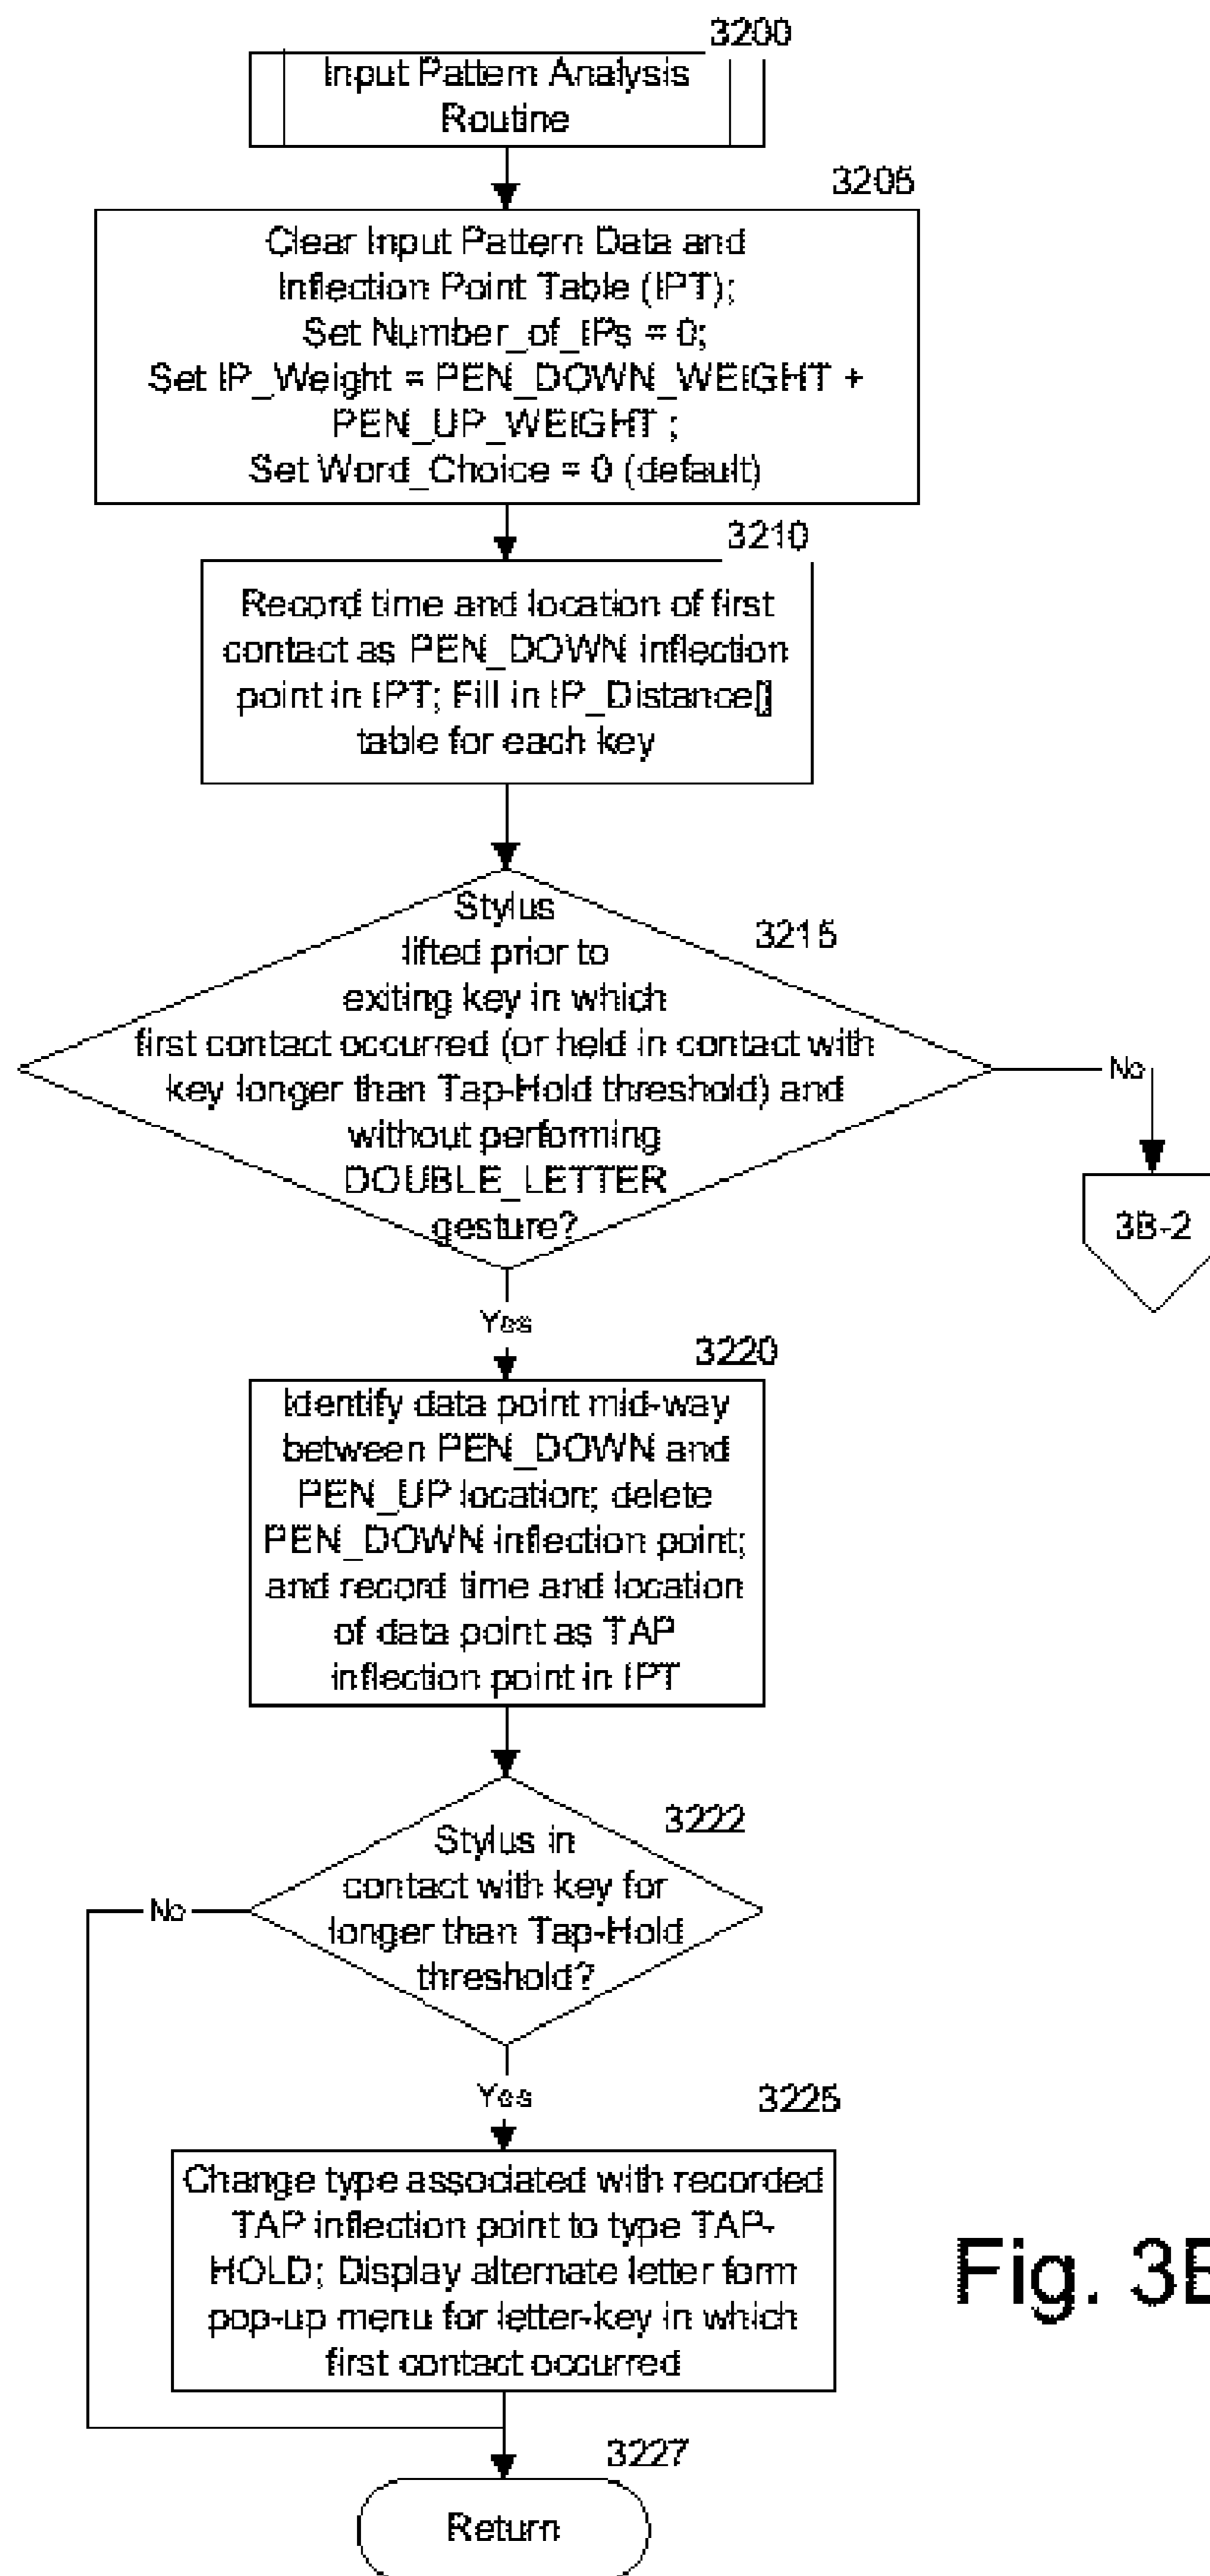 3200
Input Pattern Analysis
Routine
3205
Clear Input Pattern Data and
Inflection Point Table (IPT);
Set Number_of_IPs = 0;
Set IP_Weight = PEN_DOWN_WEIGHT +
PEN_UP_WEIGHT ;
Set Word_Choice = 0 (default)
3210
Record time and location of first
contact as PEN_DOWN inflection
point in IPT; Fill in IP_Distance[]
table for each key
Stylus
lifted prior to
exiting key in which
first contact occurred (or held in contact with
key longer than Tap-Hold threshold) and
without performing
DOUBLE_LETTER
gesture?
3215
No
3B-2
Yes
3220
Identify data point mid-way
between PEN_DOWN and
PEN_UP location; delete
PEN_DOWN inflection point;
and record time and location
of data point as TAP
inflection point in IPT
3222
Stylus in
contact with key for
longer than Tap-Hold
threshold?
No
Yes
3225
Change type associated with recorded
TAP inflection point to type TAP-
HOLD; Display alternate letter form
pop-up menu for letter-key in which
first contact occurred
Fig. 3B
3227
Return